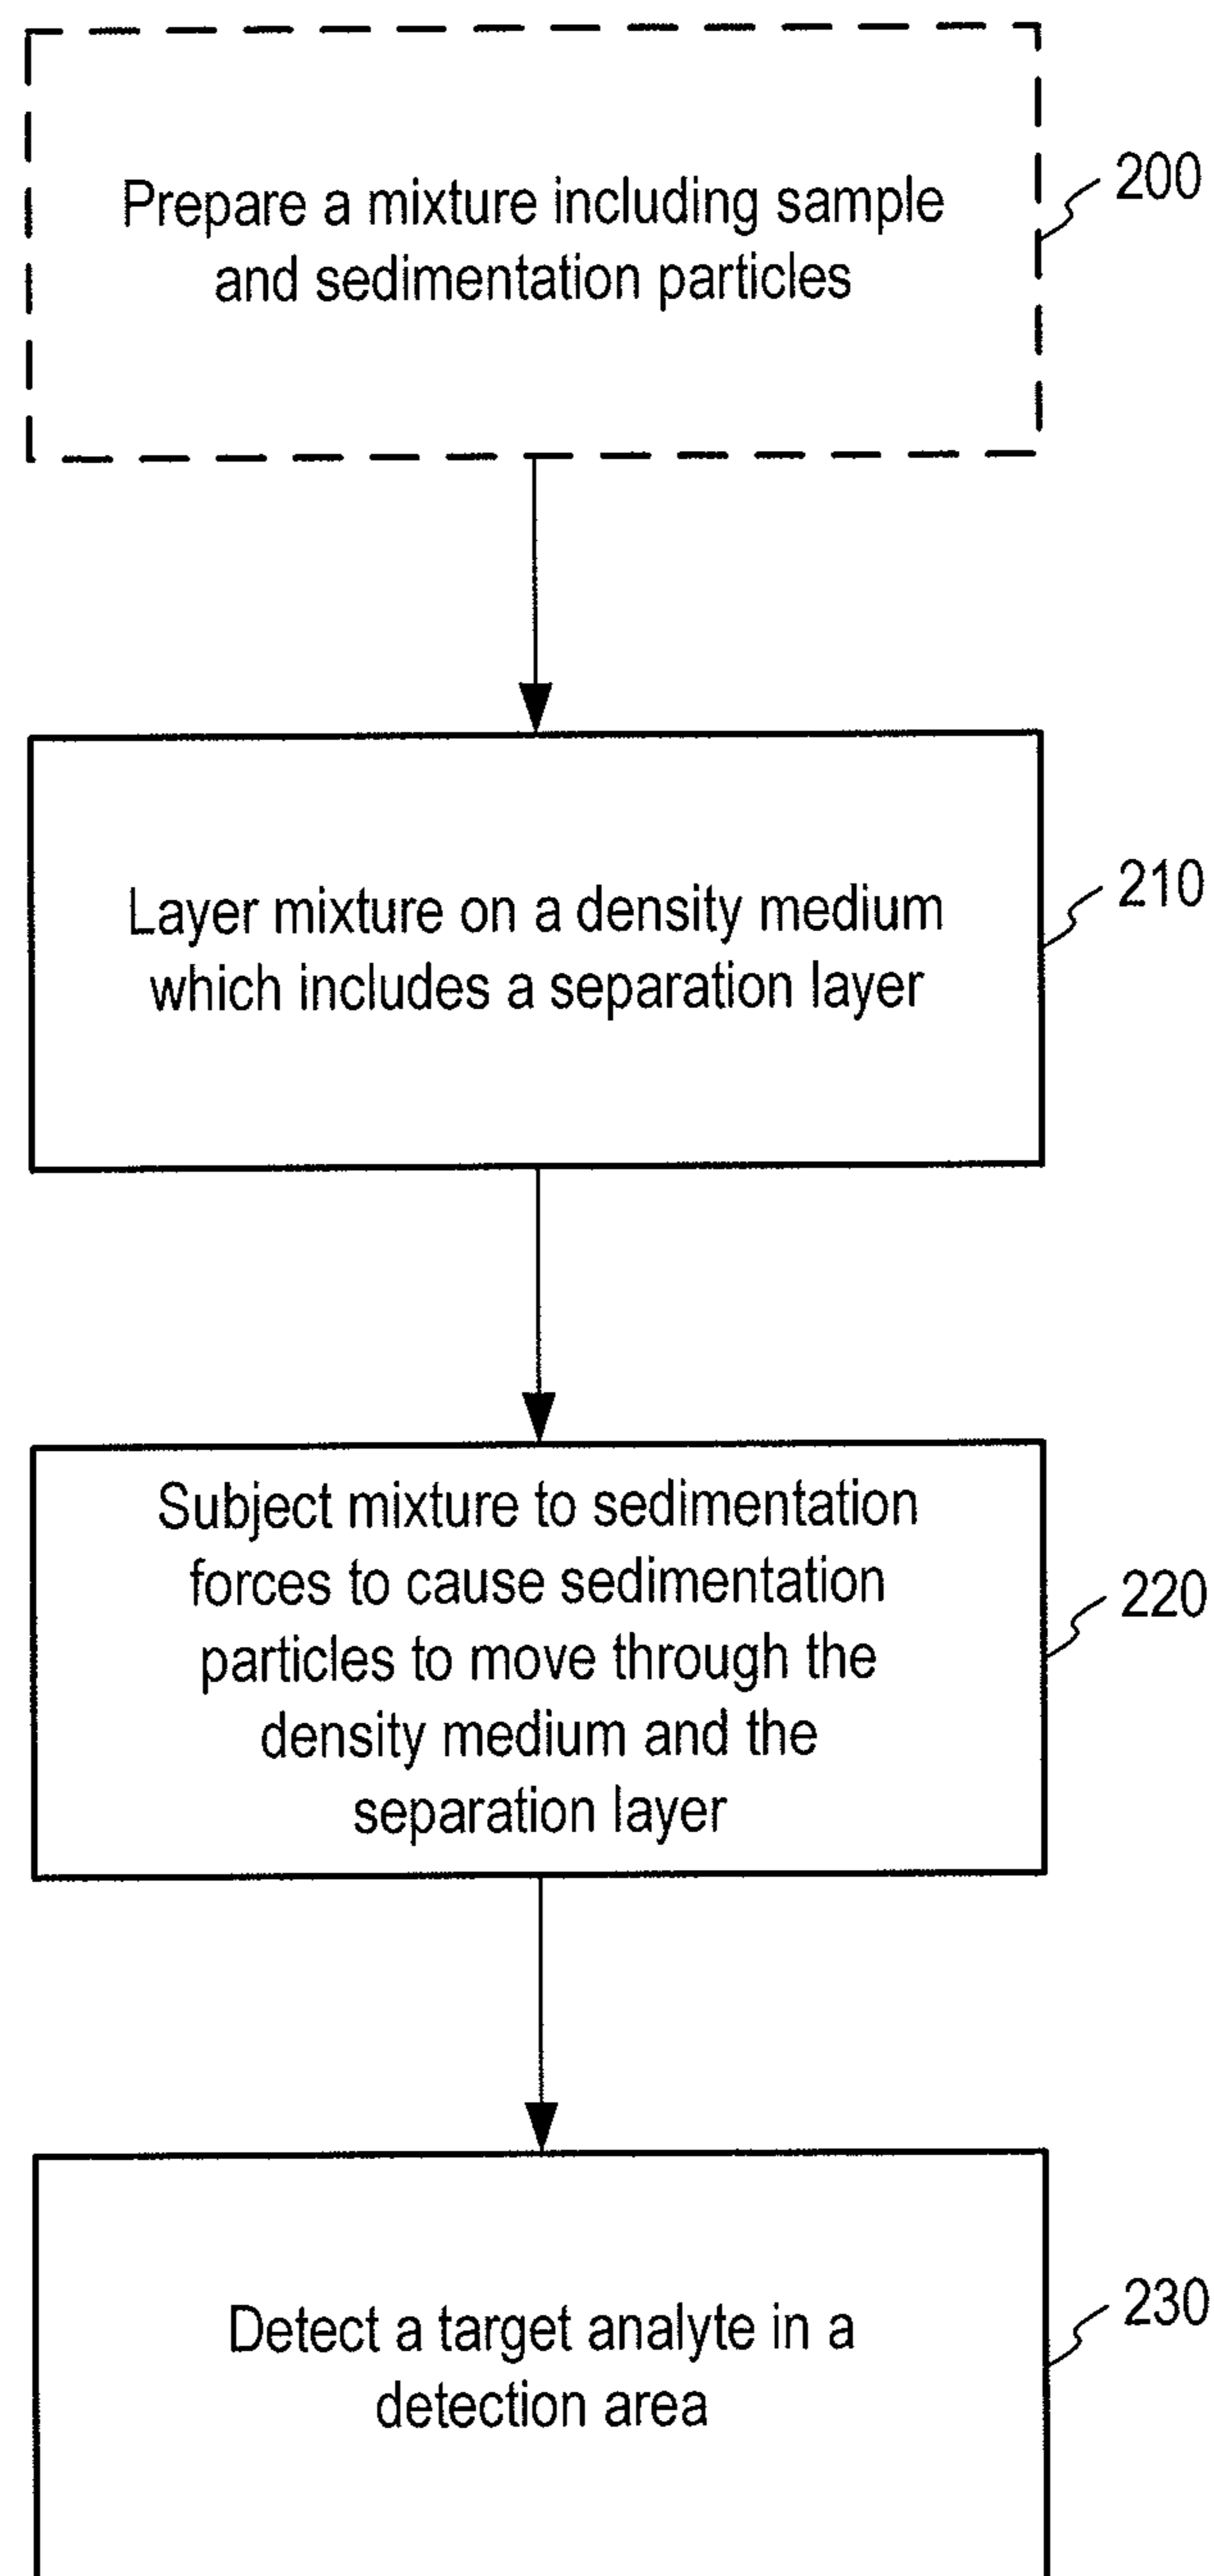 Prepare a mixture including sample
and sedimentation particles
200
Layer mixture on a density medium
which includes a separation layer
210
Subject mixture to sedimentation
forces to cause sedimentation
particles to move through the
density medium and the
separation layer
220
Detect a target analyte in a
detection area
230